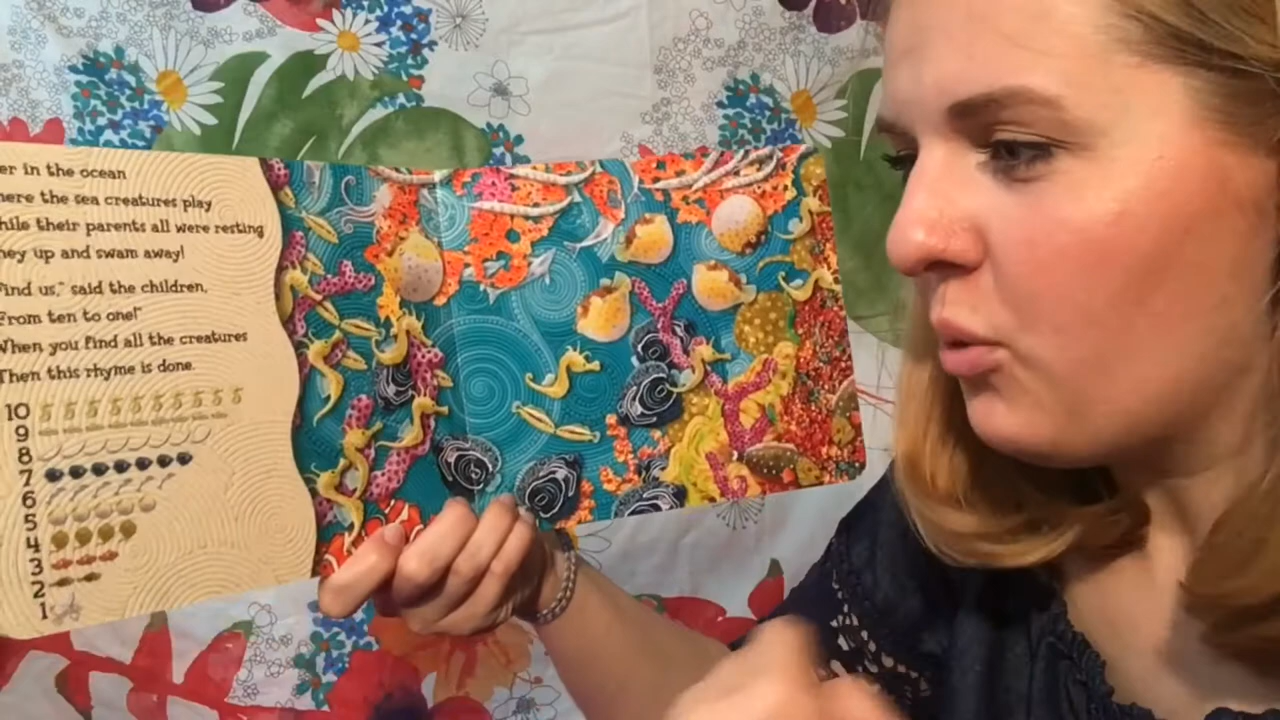 er in the ocean
here the sea creatures play
hile their parents all were resting
hey up and swam away!
find us," said the children,
From ten to one!"
When you find all the creatures
Then this rhyme is done.
10
9
8
7
6
5
4
3
2
1